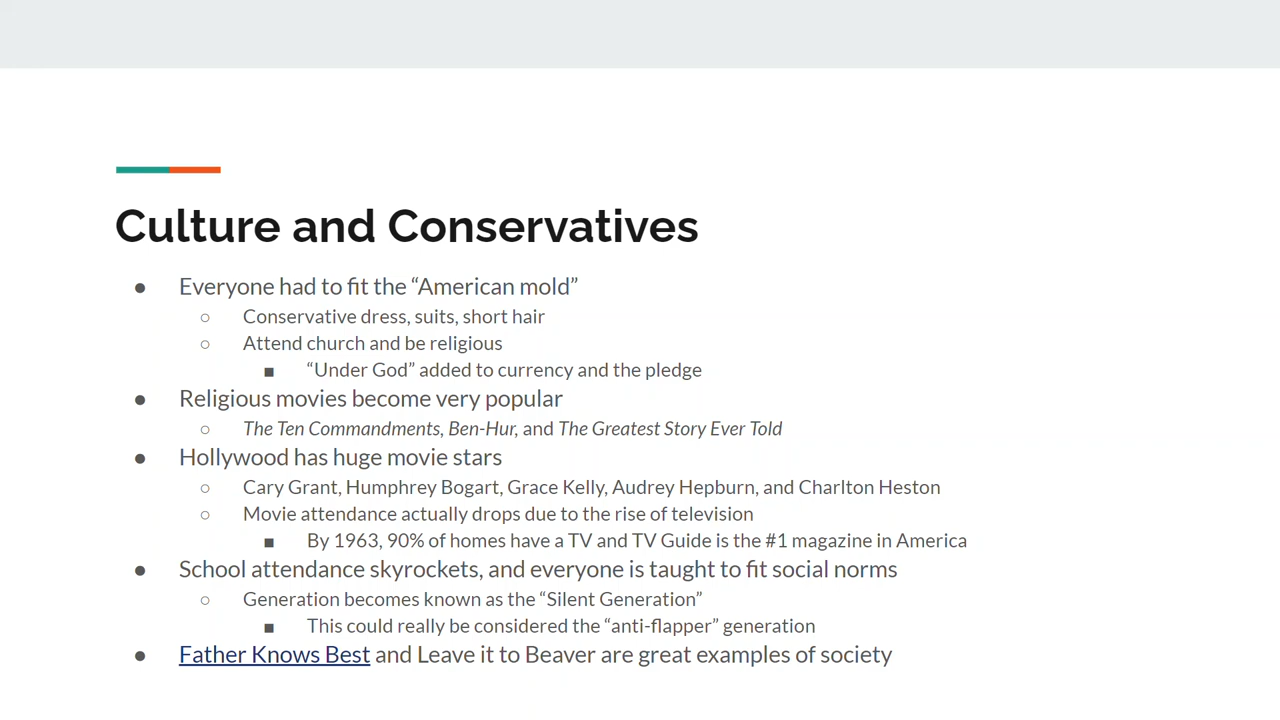 Culture and Conservatives
● Everyone had to fit the “American mold”
○ Conservative dress, suits, short hair
○ Attend church and be religious
■ “Under God” added to currency and the pledge
● Religious movies become very popular
○ The Ten Commandments, Ben-Hur, and The Greatest Story Ever Told
● Hollywood has huge movie stars
○ Cary Grant, Humphrey Bogart, Grace Kelly, Audrey Hepburn, and Charlton Heston
○ Movie attendance actually drops due to the rise of television
■ By 1963, 90% of homes have a TV and TV Guide is the #1 magazine in America
● School attendance skyrockets, and everyone is taught to fit social norms
○ Generation becomes known as the “Silent Generation”
■ This could really be considered the “anti-flapper” generation
● Father Knows Best and Leave it to Beaver are great examples of society